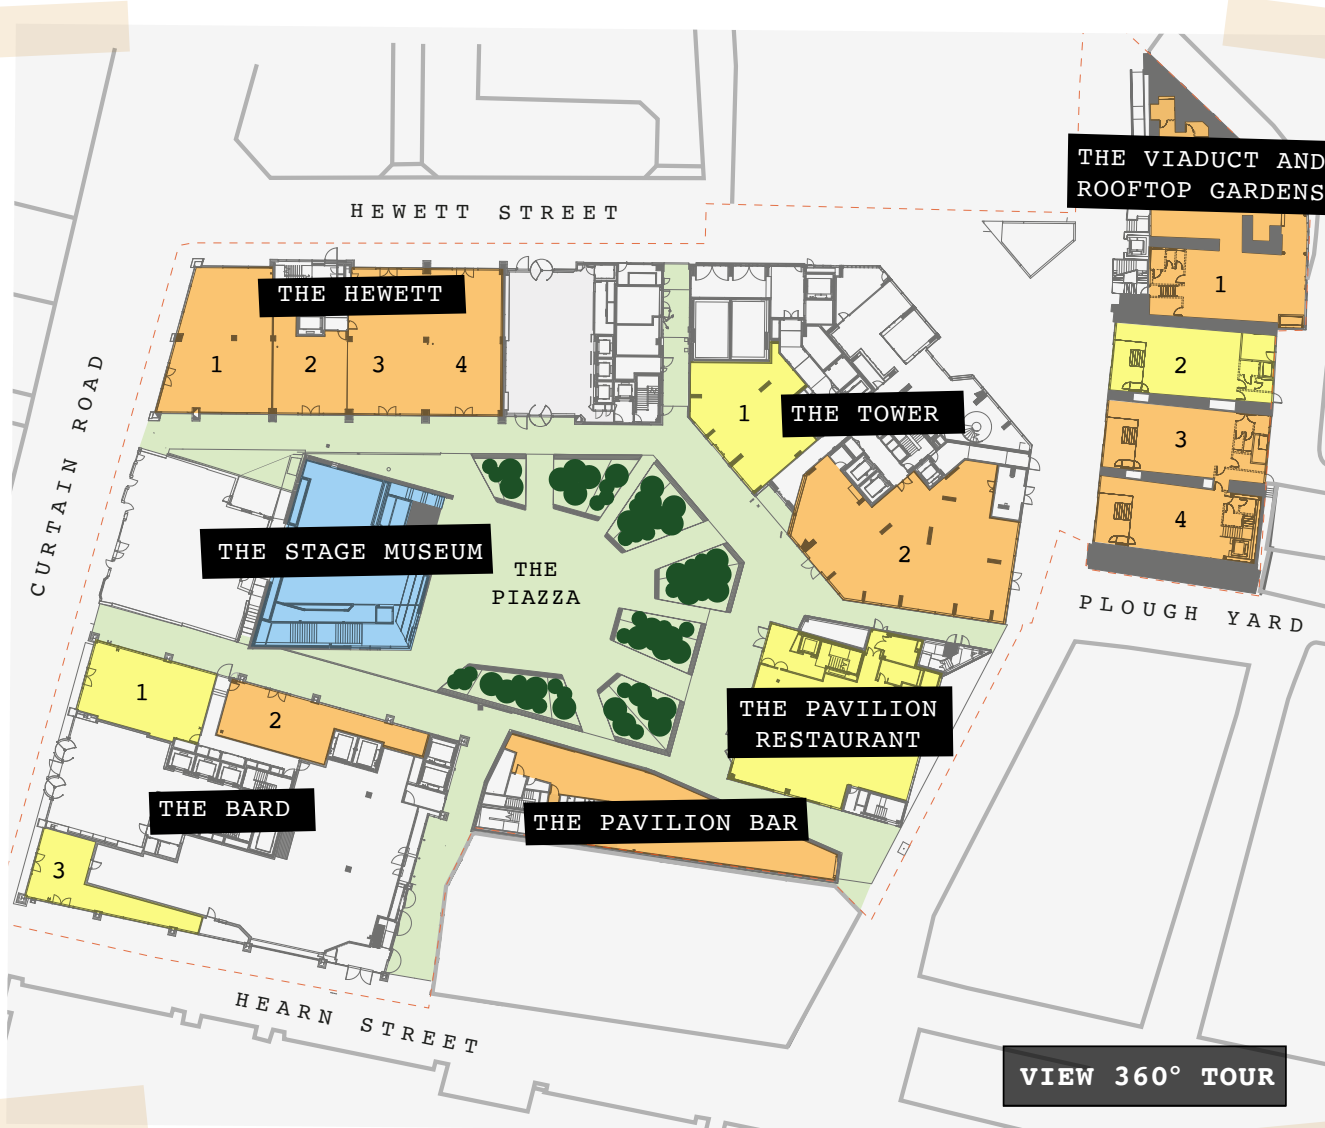 THE VIADUCT AND
ROOFTOP GARDENS
HEWETT STREET
THE HEWETT
1
2
3
4
1
THE TOWER
2
1
2
3
4
CURTAIN ROAD
THE STAGE MUSEUM
THE
PIAZZA
PLOUGH YARD
1
2
THE PAVILION
RESTAURANT
THE BARD
THE PAVILION BAR
3
HEARN STREET
VIEW 360° TOUR